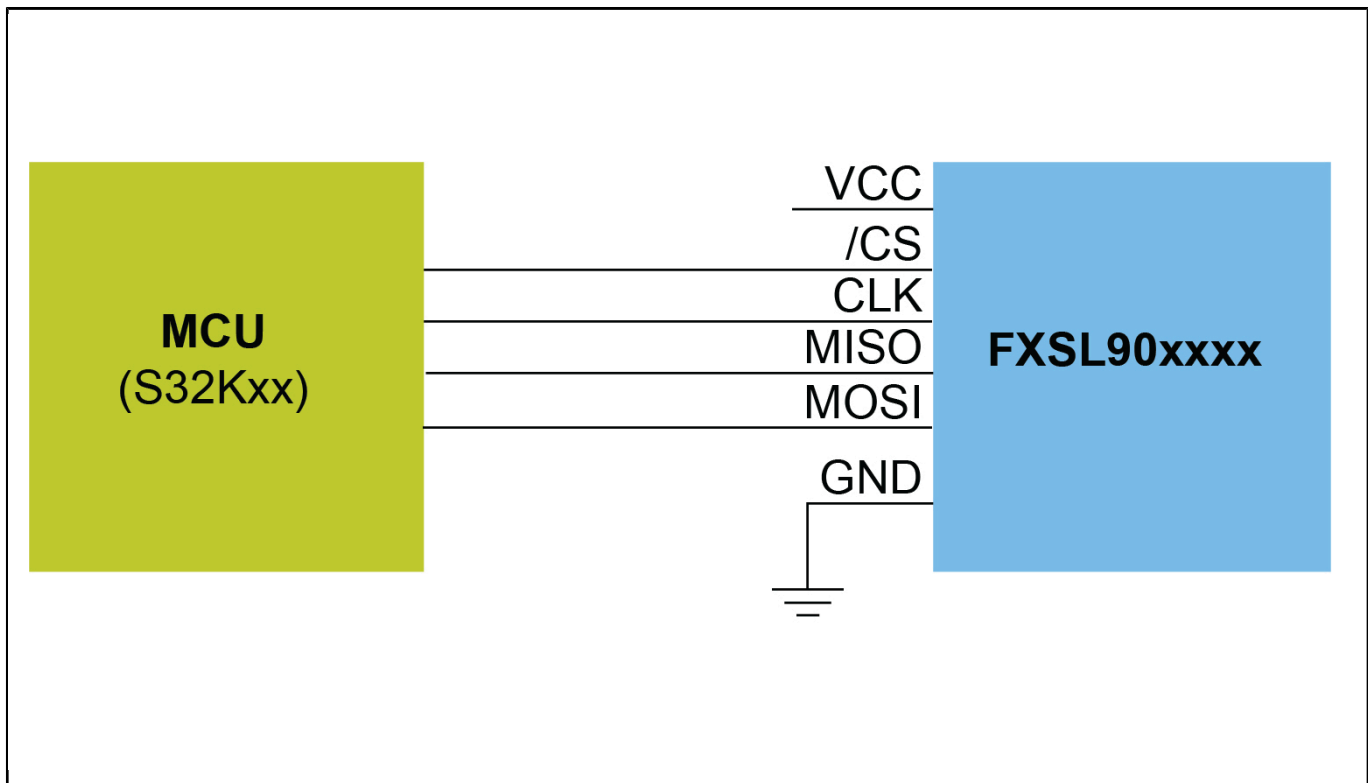 MCU
(S32Kxx)
VCC
/CS
CLK
MISO
MOSI
GND
FXSL90xxxx